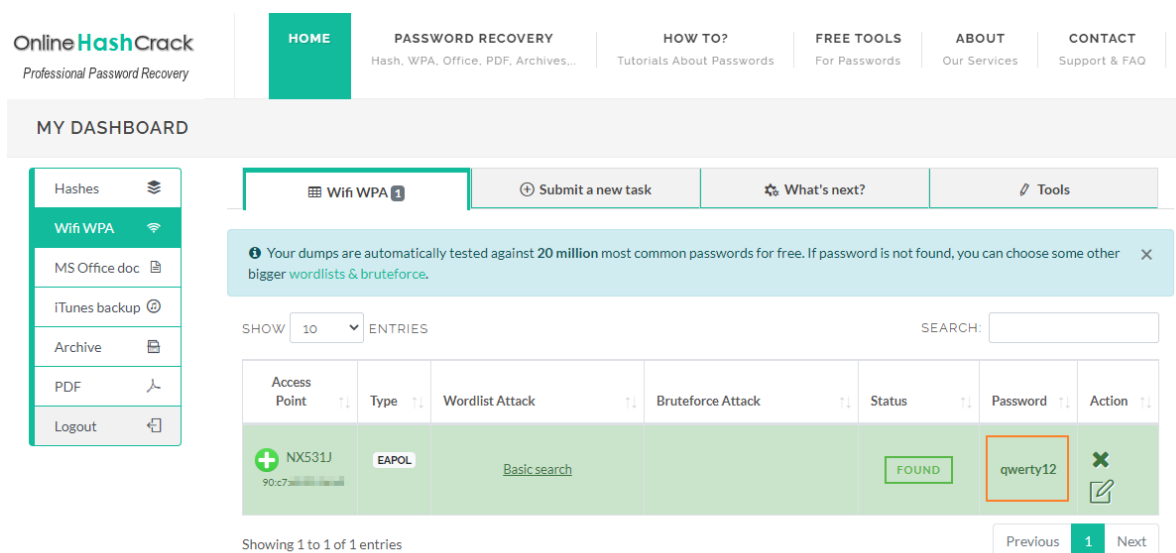 Online HashCrack
Professional Password Recovery
HOME
PASSWORD RECOVERY
Hash, WPA, Office, PDF, Archives,..
HOW TO?
Tutorials About Passwords
FREE TOOLS
For Passwords
ABOUT
Our Services
CONTACT
Support & FAQ
MY DASHBOARD
Hashes
Wifi WPA
MS Office doc
iTunes backup
Archive
PDF
Logout
Wifi WPA 1
Submit a new task
What's next?
Tools
Your dumps are automatically tested against 20 million most common passwords for free. If password is not found, you can choose some other
bigger wordlists & bruteforce.
SHOW 10 ENTRIES
SEARCH:
Access
Point
Type
Wordlist Attack
Bruteforce Attack
Status
Password
Action
NX531J
90:c7:
EAPOL
Basic search
FOUND
qwerty12
Showing 1 to 1 of 1 entries
Previous 1 Next